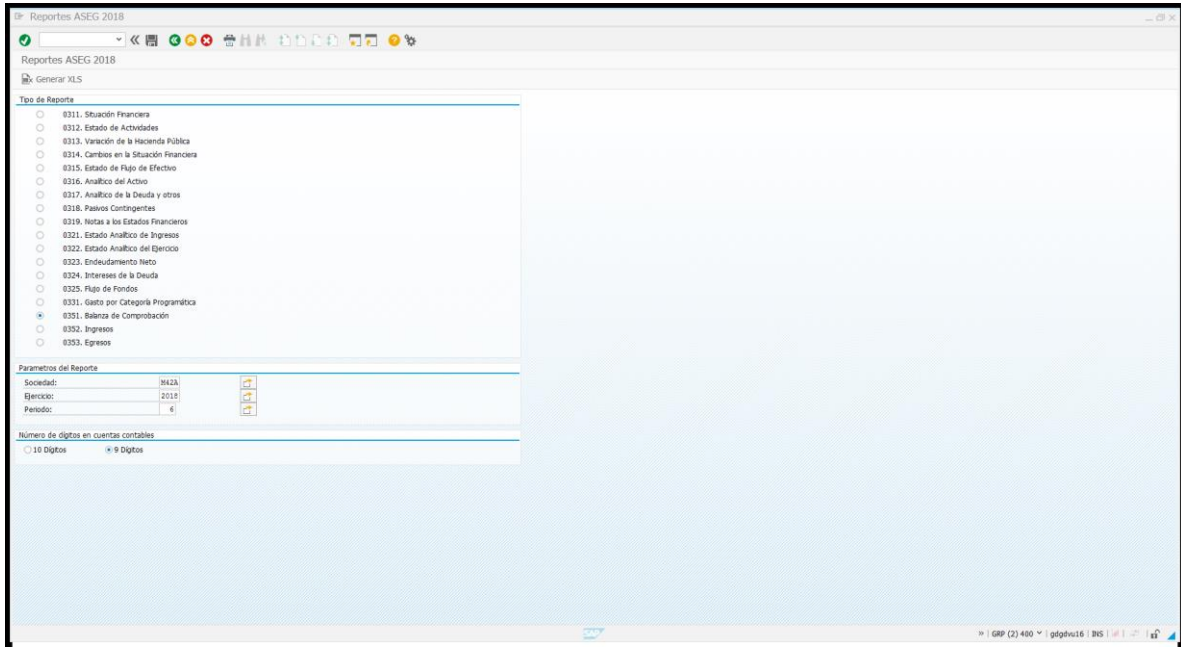 Reportes ASEG 2018
Reportes ASEG 2018
Generar XLS
Tipo de Reporte
0311. Situación Financiera
0312. Estado de Actividades
0313. Variación de la Hacienda Pública
0314. Cambios en la Situación Financiera
0315. Estado de Flujo de Efectivo
0316. Analítico del Activo
0317. Analítico de la Deuda y otros
0318. Pasivos Contingentes
0319. Notas a los Estados Financieros
0321. Estado Analítico de Ingresos
0322. Estado Analítico del Ejercicio
0323. Endeudamiento Neto
0324. Intereses de la Deuda
0325. Flujo de Fondos
0331. Gasto por Categoría Programática
0351. Balanza de Comprobación
0352. Ingresos
0353. Egresos
Parametros del Reporte
Sociedad: M42A
Ejercicio: 2018
Periodo: 6
Número de dígitos en cuentas contables
10 Dígitos 9 Dígitos
SAP » | GRP (2) 400 | gdgdvu16 | INS